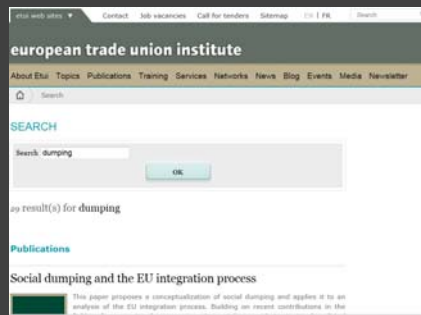 etui web sites ▼ Contact Job vacancies Call for tenders Sitemap EN | FR Search
european trade union institute
About Etui Topics Publications Training Services Networks News Blog Events Media Newsletter
Search
SEARCH
Search dumping
OK
29 result(s) for dumping
Publications
Social dumping and the EU integration process
This paper proposes a conceptualization of social dumping and applies it to an
analysis of the EU integration process. Building on recent contributions in the